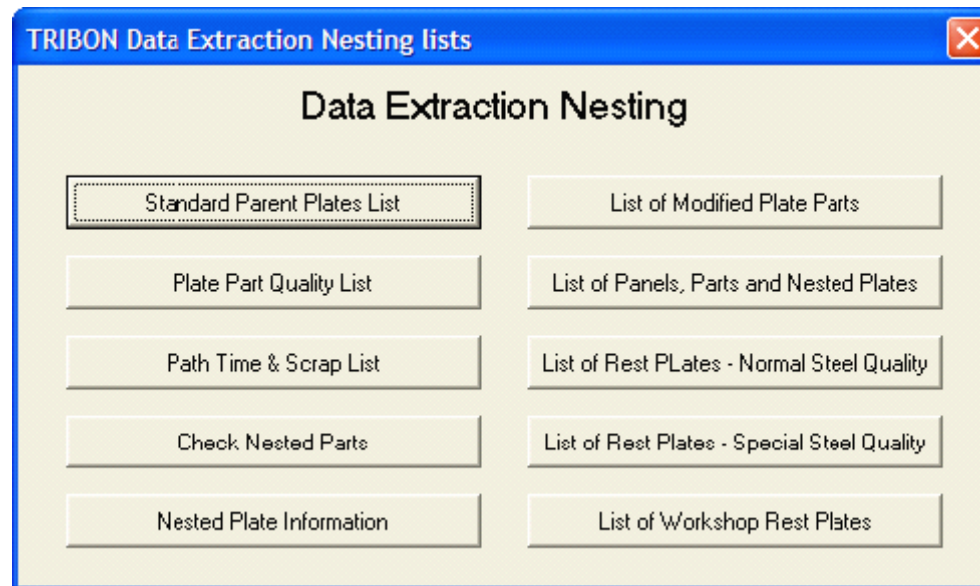 TRIBON Data Extraction Nesting lists
Data Extraction Nesting
Standard Parent Plates List
Plate Part Quality List
Path Time & Scrap List
Check Nested Parts
Nested Plate Information
List of Modified Plate Parts
List of Panels, Parts and Nested Plates
List of Rest PLates - Normal Steel Quality
List of Rest Plates - Special Steel Quality
List of Workshop Rest Plates